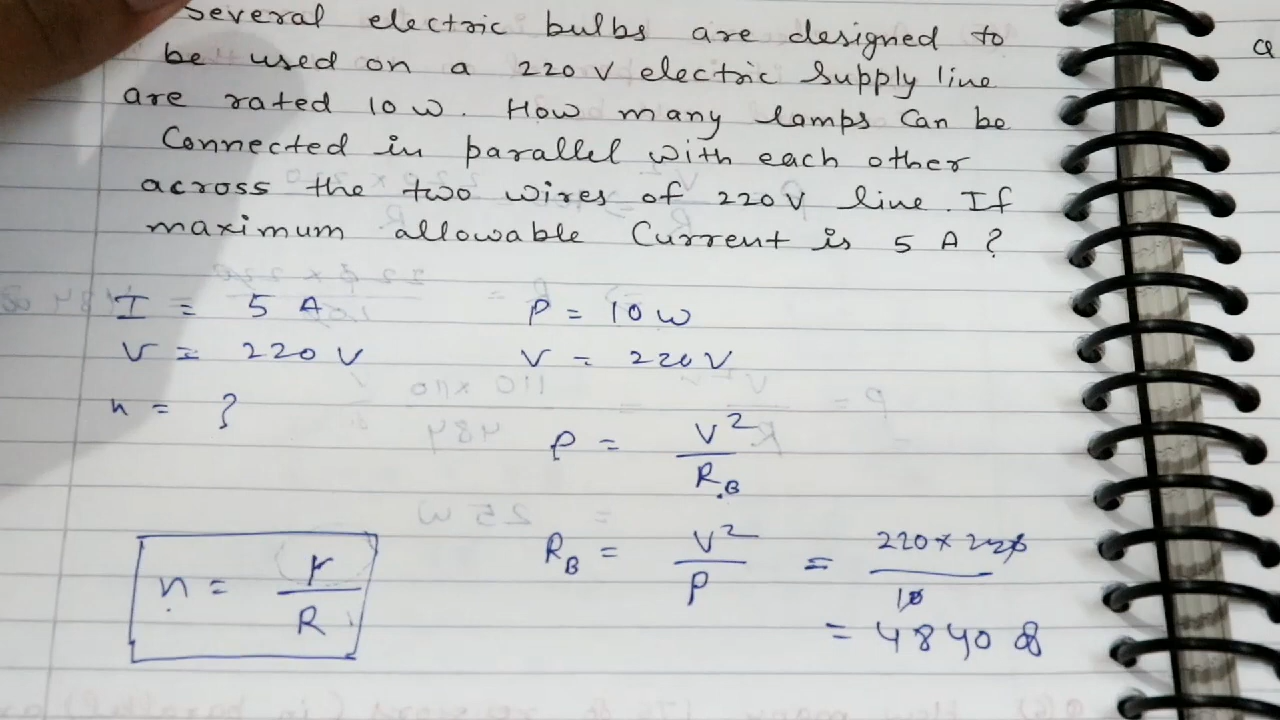 Several electric bulbs are designed to
be used on a 220 V electric supply line
are rated 10 W. How many lamps can be
Connected in parallel with each other
across the two wires of 220 V line. If
maximum allowable Current is 5 A ?
I = 5 A
P = 10 W
V = 220 V
V = 220 V
n = ?
P = V²/R_B
R_B = V²/P = 220 × 220/10
n = r/R
= 4840 Ω
Q